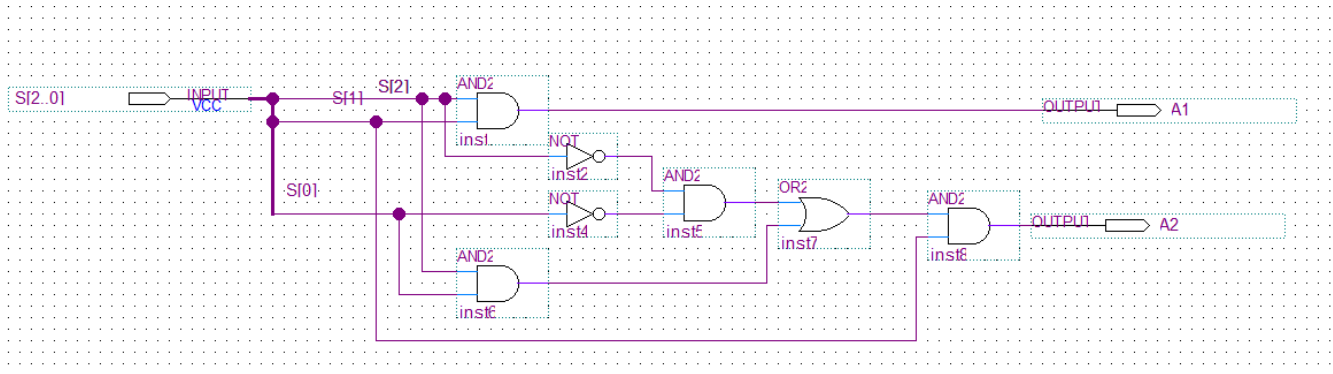 S[2..0]
INPUT
VCC
S[1]
S[2]
AND2
inst
OUTPUT
A1
NOT
inst2
S[0]
NOT
inst4
AND2
inst5
OR2
inst7
AND2
inst8
OUTPUT
A2
AND2
inst6